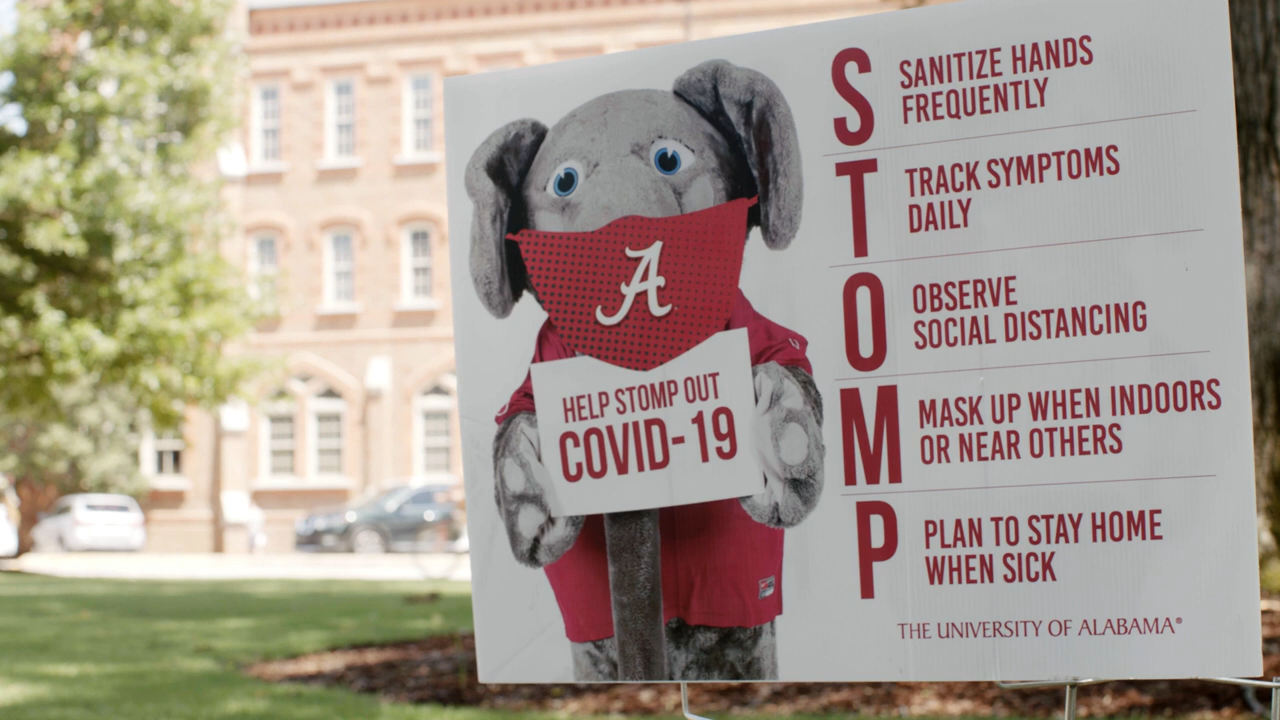 A
HELP STOMP OUT
COVID-19
S
SANITIZE HANDS
FREQUENTLY
T
TRACK SYMPTOMS
DAILY
O
OBSERVE
SOCIAL DISTANCING
M
MASK UP WHEN INDOORS
OR NEAR OTHERS
P
PLAN TO STAY HOME
WHEN SICK
THE UNIVERSITY OF ALABAMA®